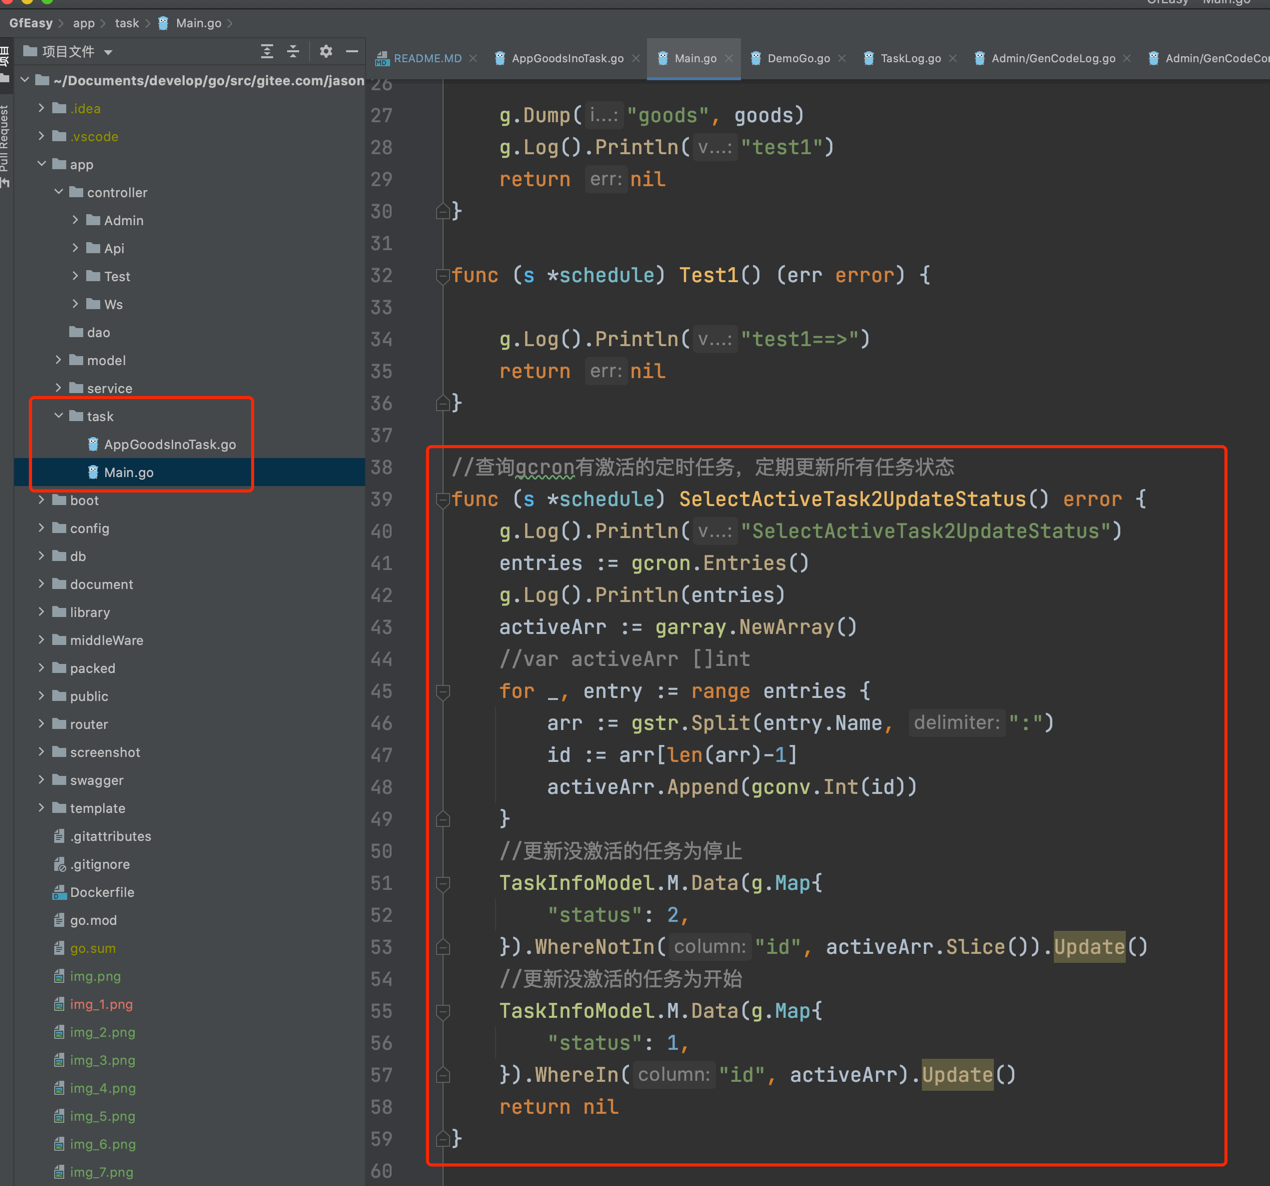 GfEasy app task Main.go
项目文件
README.MD AppGoodsInoTask.go Main.go DemoGo.go TaskLog.go Admin/GenCodeLog.go Admin/GenCodeCon
Pull Request
~/Documents/develop/go/src/gitee.com/jason
.idea
.vscode
app
controller
Admin
Api
Test
Ws
dao
model
service
task
AppGoodsInoTask.go
Main.go
boot
config
db
document
library
middleWare
packed
public
router
screenshot
swagger
template
.gitattributes
.gitignore
Dockerfile
go.mod
go.sum
img.png
img_1.png
img_2.png
img_3.png
img_4.png
img_5.png
img_6.png
img_7.png
26
27 g.Dump( i...: "goods", goods)
28 g.Log().Println( v...: "test1")
29 return err: nil
30 }
31
32 func (s *schedule) Test1() (err error) {
33
34 g.Log().Println( v...: "test1==>")
35 return err: nil
36 }
37
38 //查询gcron有激活的定时任务，定期更新所有任务状态
39 func (s *schedule) SelectActiveTask2UpdateStatus() error {
40 g.Log().Println( v...: "SelectActiveTask2UpdateStatus")
41 entries := gcron.Entries()
42 g.Log().Println(entries)
43 activeArr := garray.NewArray()
44 //var activeArr []int
45 for _, entry := range entries {
46 arr := gstr.Split(entry.Name, delimiter: ":")
47 id := arr[len(arr)-1]
48 activeArr.Append(gconv.Int(id))
49 }
50 //更新没激活的任务为停止
51 TaskInfoModel.M.Data(g.Map{
52 "status": 2,
53 }).WhereNotIn( column: "id", activeArr.Slice()).Update()
54 //更新没激活的任务为开始
55 TaskInfoModel.M.Data(g.Map{
56 "status": 1,
57 }).WhereIn( column: "id", activeArr).Update()
58 return nil
59 }
60